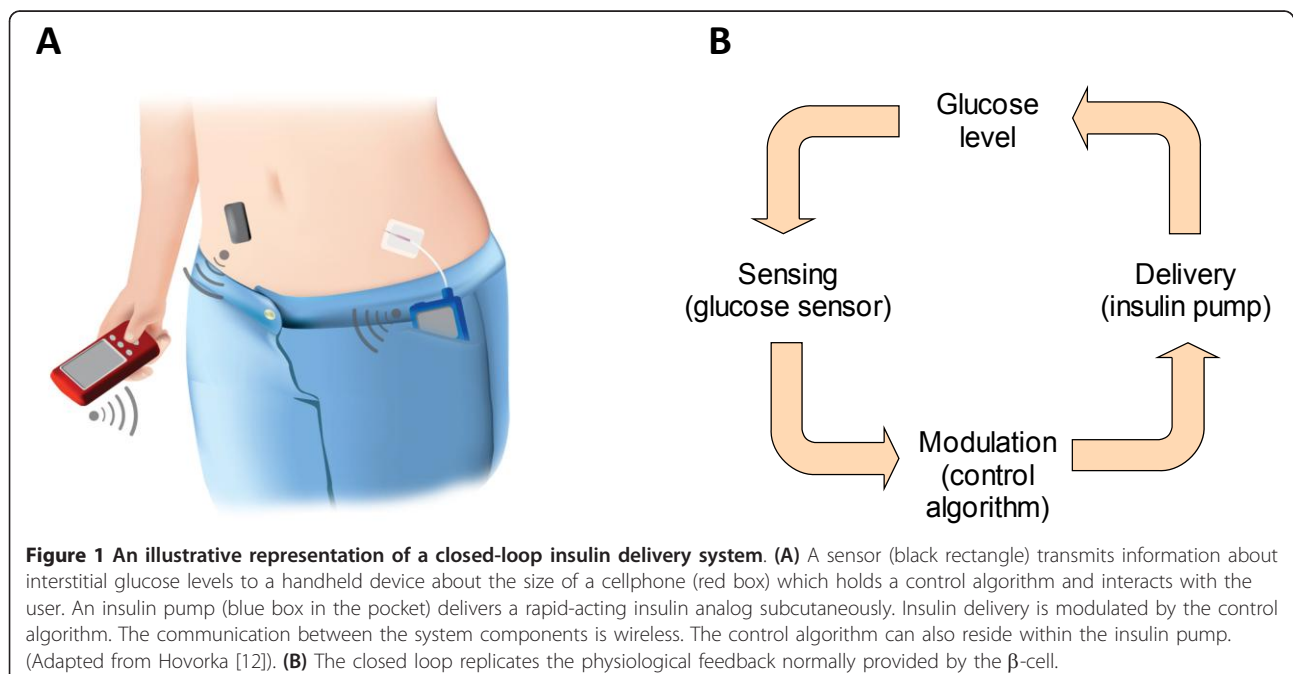 A
B
Glucose
level
Sensing
(glucose sensor)
Delivery
(insulin pump)
Modulation
(control
algorithm)
Figure 1 An illustrative representation of a closed-loop insulin delivery system. (A) A sensor (black rectangle) transmits information about
interstitial glucose levels to a handheld device about the size of a cellphone (red box) which holds a control algorithm and interacts with the
user. An insulin pump (blue box in the pocket) delivers a rapid-acting insulin analog subcutaneously. Insulin delivery is modulated by the control
algorithm. The communication between the system components is wireless. The control algorithm can also reside within the insulin pump.
(Adapted from Hovorka [12]). (B) The closed loop replicates the physiological feedback normally provided by the β-cell.